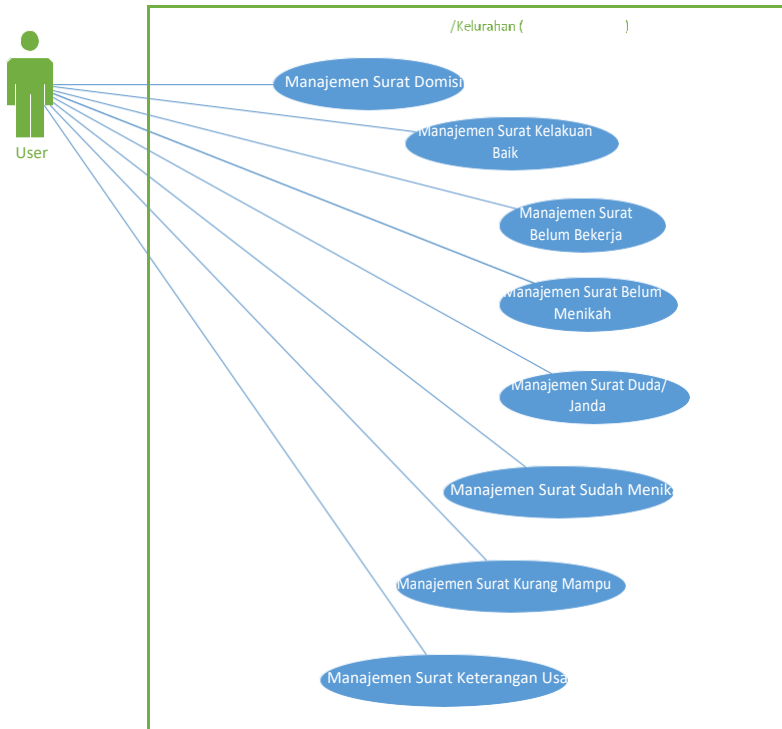 /Kelurahan ( )
User
Manajemen Surat Domisi
Manajemen Surat Kelakuan
Baik
Manajemen Surat
Belum Bekerja
Manajemen Surat Belum
Menikah
Manajemen Surat Duda/
Janda
Manajemen Surat Sudah Menik
Manajemen Surat Kurang Mampu
Manajemen Surat Keterangan Usa